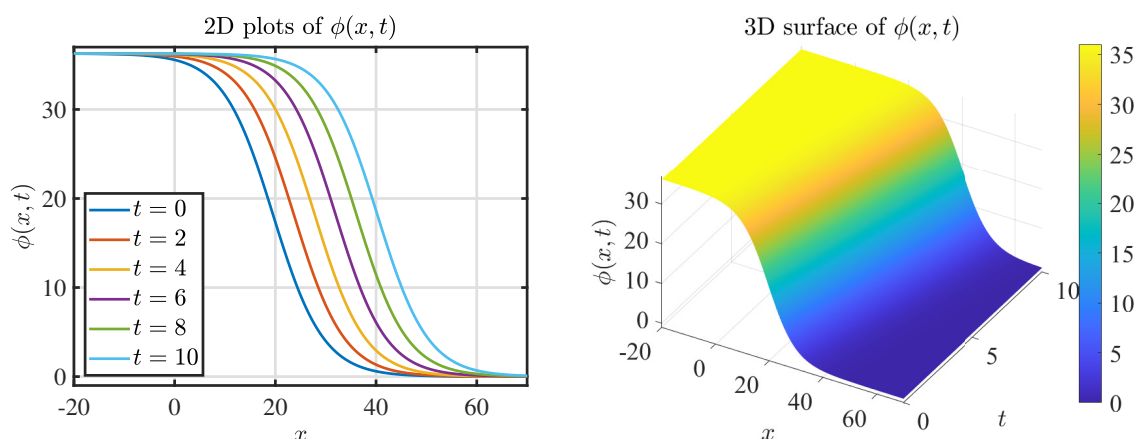 2D plots of ϕ(x, t)
ϕ(x, t)
30
20
10
0
t = 0
t = 2
t = 4
t = 6
t = 8
t = 10
-20 0 20 40 60
x
3D surface of ϕ(x, t)
ϕ(x, t)
30
20
10
0
-20 0 20 40 60
x
0 5 10
t
35
30
25
20
15
10
5
0